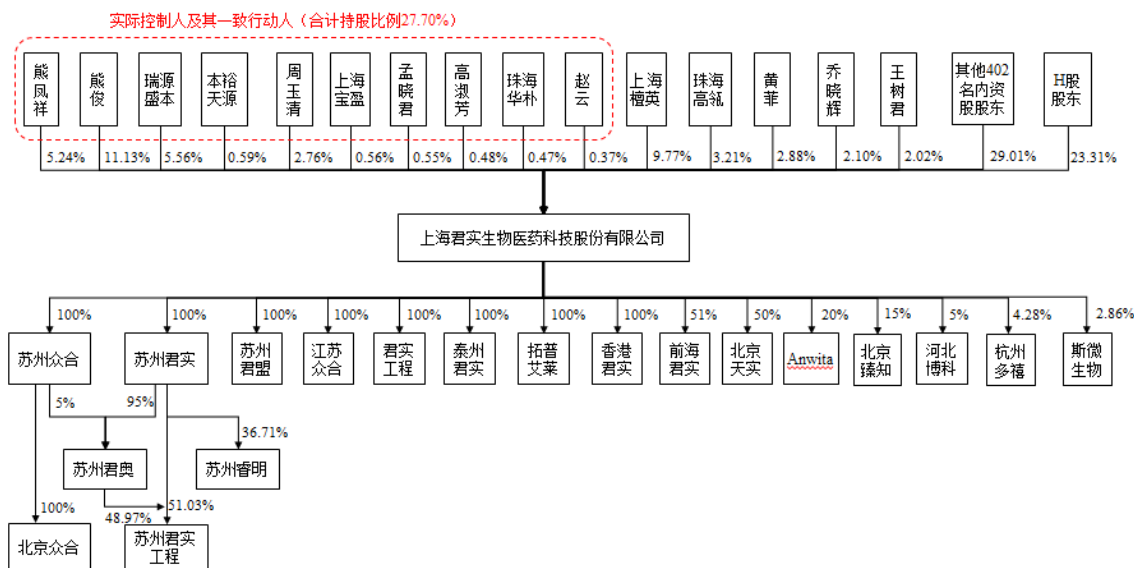 实际控制人及其一致行动人（合计持股比例27.70%）
熊凤祥
熊俊
瑞源盛本
本裕天源
周玉清
上海宝盈
孟晓君
高淑芳
珠海华朴
赵云
上海檀英
珠海高瓴
黄菲
乔晓辉
王树君
其他402
名内资
股股东
H股
股东
5.24%
11.13%
5.56%
0.59%
2.76%
0.56%
0.55%
0.48%
0.47%
0.37%
9.77%
3.21%
2.88%
2.10%
2.02%
29.01%
23.31%
上海君实生物医药科技股份有限公司
100%
100%
100%
100%
100%
100%
100%
100%
51%
50%
20%
15%
5%
4.28%
2.86%
苏州众合
苏州君实
苏州
君盟
江苏
众合
君实
工程
泰州
君实
拓普
艾莱
香港
君实
前海
君实
北京
天实
Anwita
北京
臻知
河北
博科
杭州
多禧
斯微
生物
5%
95%
36.71%
苏州君奥
苏州睿明
100%
48.97%
51.03%
北京众合
苏州君实
工程